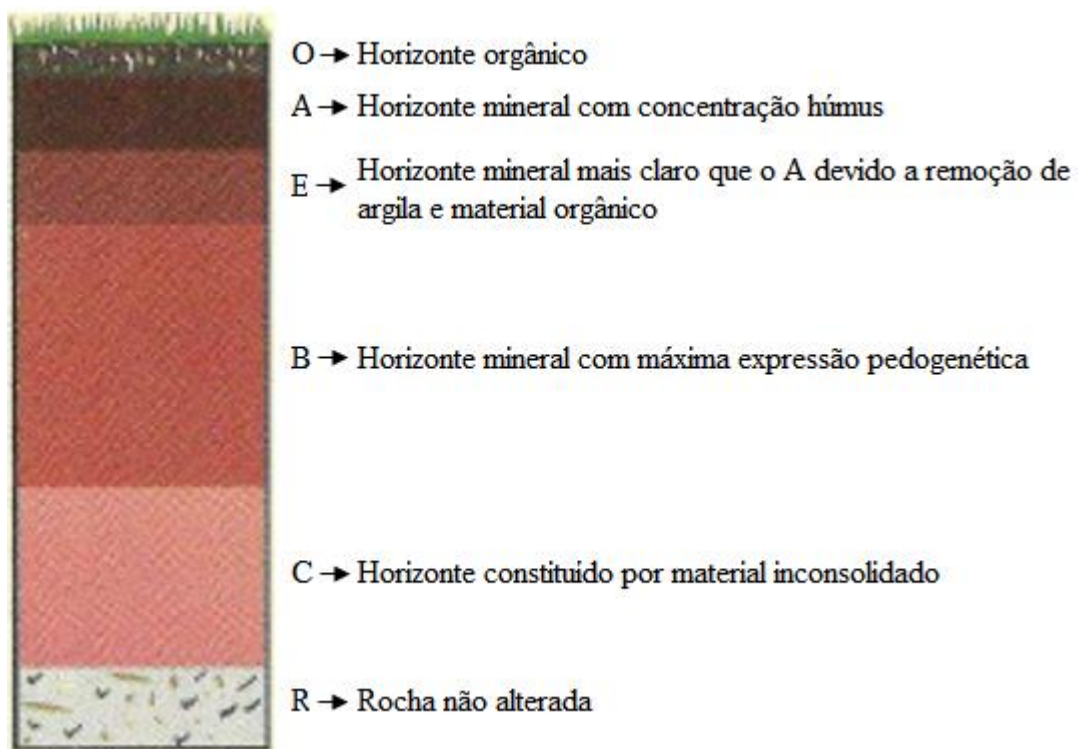 O → Horizonte orgânico
A → Horizonte mineral com concentração húmus
E → Horizonte mineral mais claro que o A devido a remoção de
argila e material orgânico
B → Horizonte mineral com máxima expressão pedogenética
C → Horizonte constituído por material inconsolidado
R → Rocha não alterada